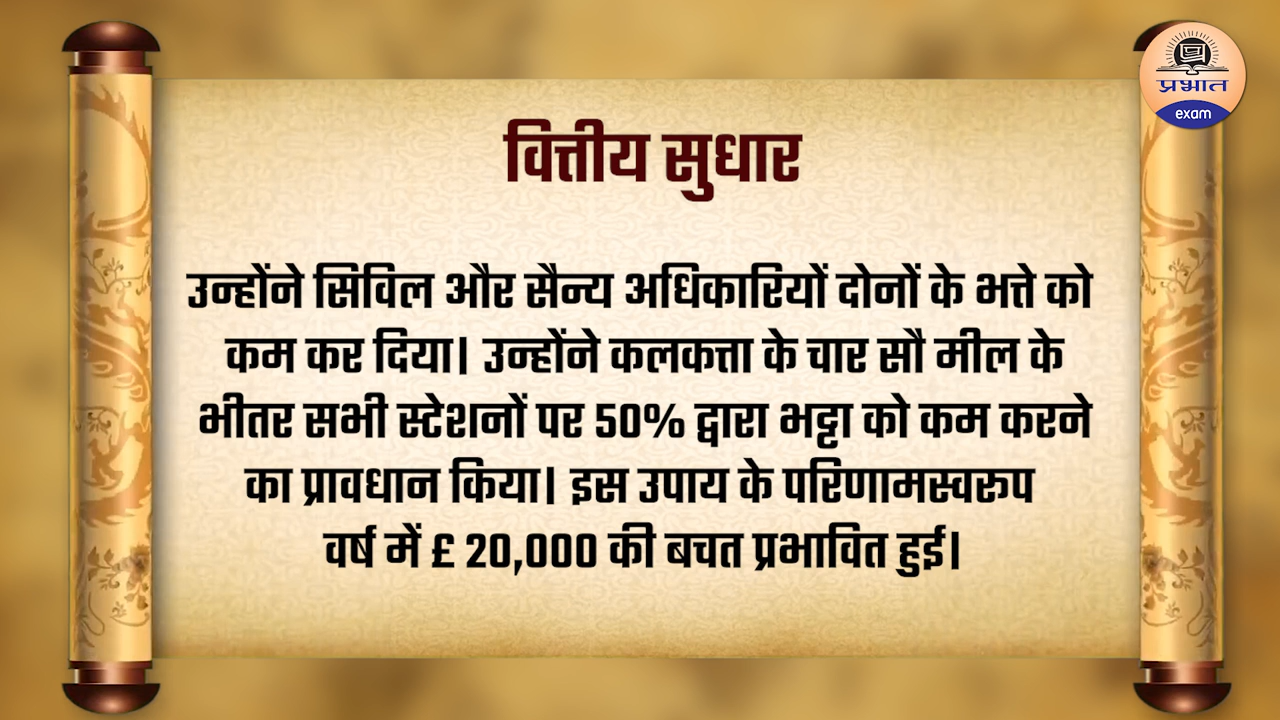 प्रभात
exam
वित्तीय सुधार
उन्होंने सिविल और सैन्य अधिकारियों दोनों के भत्ते को
कम कर दिया। उन्होंने कलकत्ता के चार सौ मील के
भीतर सभी स्टेशनों पर 50% द्वारा भट्टा को कम करने
का प्रावधान किया। इस उपाय के परिणामस्वरूप
वर्ष में £ 20,000 की बचत प्रभावित हुई।